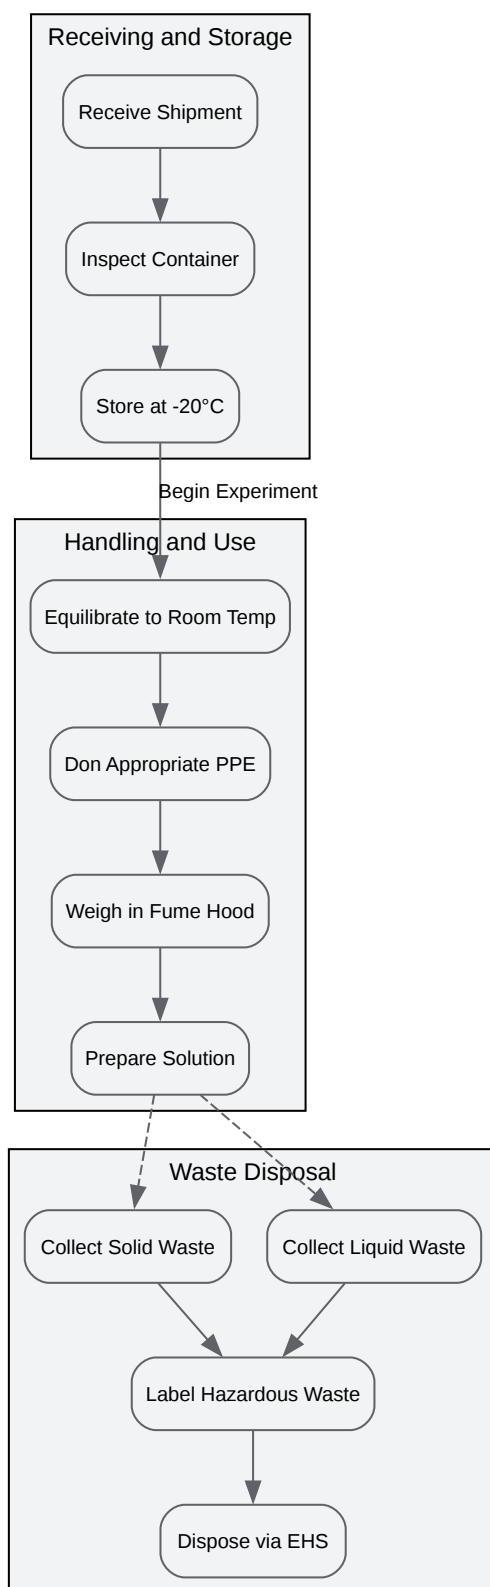 Receiving and Storage
Receive Shipment
Inspect Container
Store at -20°C
Begin Experiment
Handling and Use
Equilibrate to Room Temp
Don Appropriate PPE
Weigh in Fume Hood
Prepare Solution
Waste Disposal
Collect Solid Waste
Collect Liquid Waste
Label Hazardous Waste
Dispose via EHS